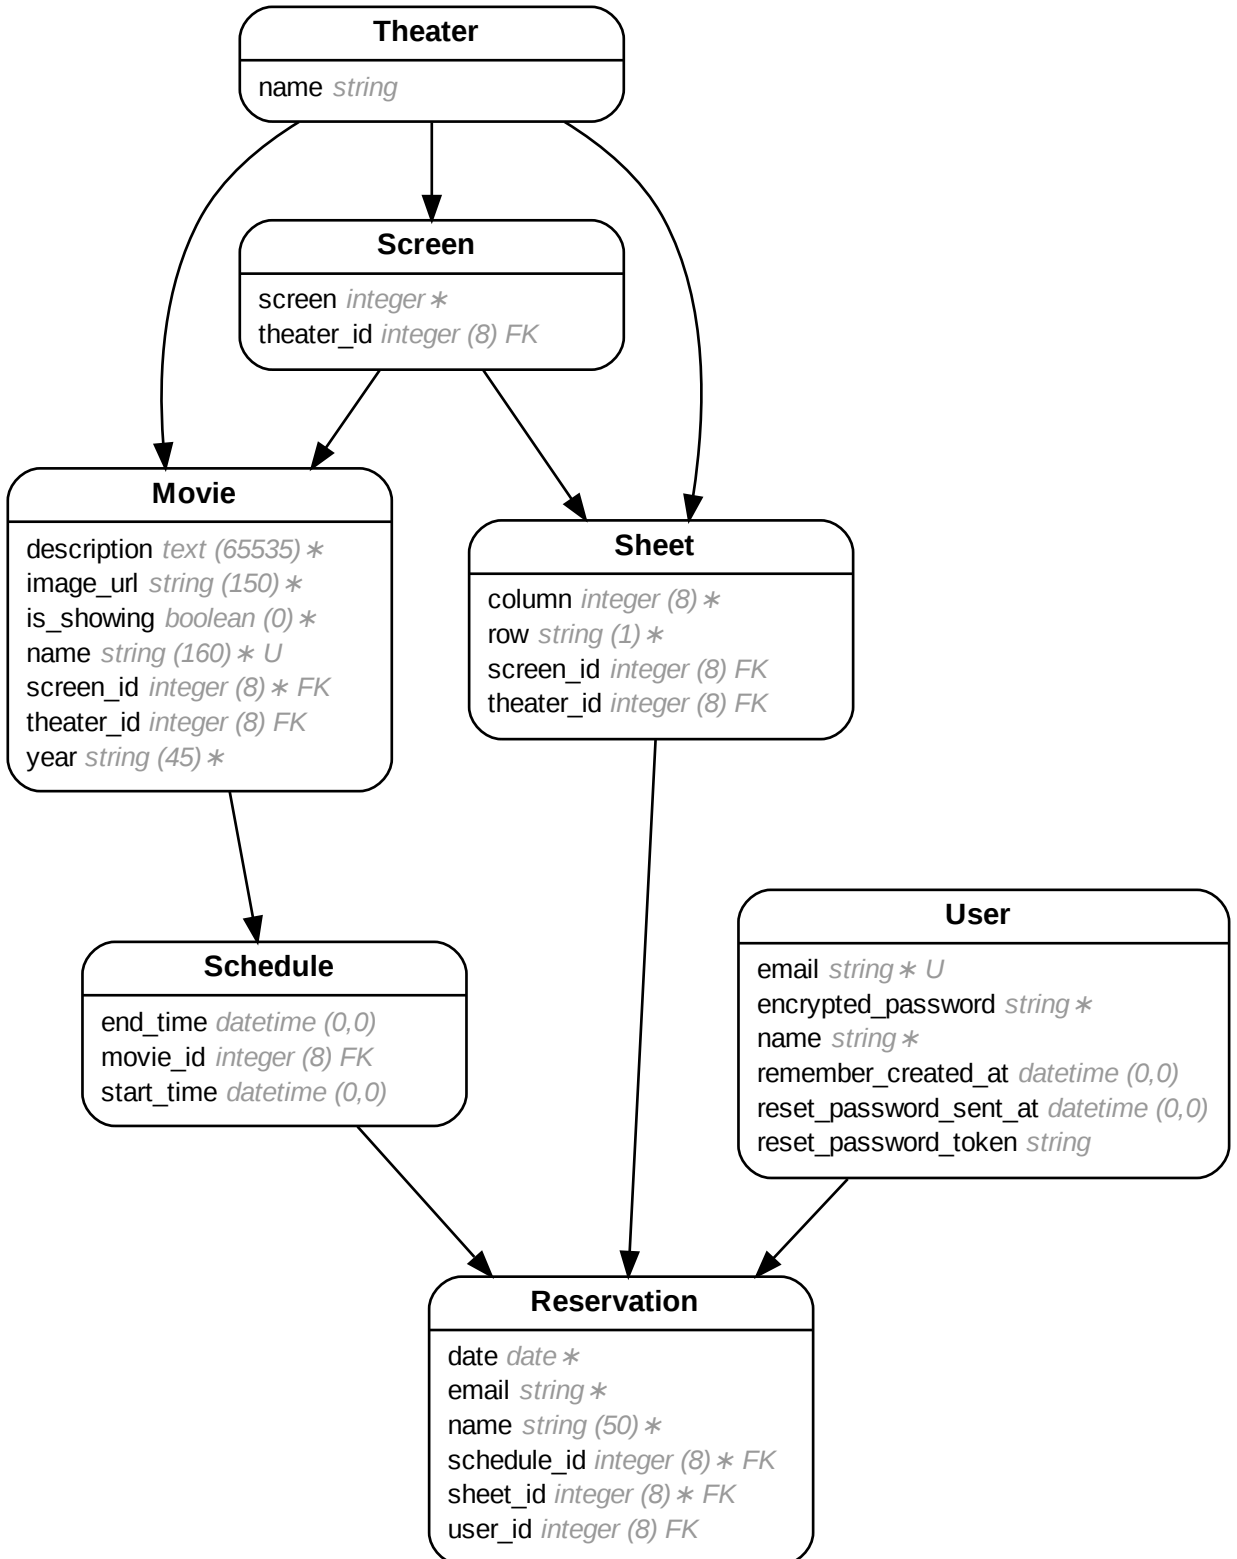 Theater
name string
Screen
screen integer ∗
theater_id integer (8) FK
Movie
description text (65535) ∗
image_url string (150) ∗
is_showing boolean (0) ∗
name string (160) ∗ U
screen_id integer (8) ∗ FK
theater_id integer (8) FK
year string (45) ∗
Sheet
column integer (8) ∗
row string (1) ∗
screen_id integer (8) FK
theater_id integer (8) FK
Schedule
end_time datetime (0,0)
movie_id integer (8) FK
start_time datetime (0,0)
User
email string ∗ U
encrypted_password string ∗
name string ∗
remember_created_at datetime (0,0)
reset_password_sent_at datetime (0,0)
reset_password_token string
Reservation
date date ∗
email string ∗
name string (50) ∗
schedule_id integer (8) ∗ FK
sheet_id integer (8) ∗ FK
user_id integer (8) FK